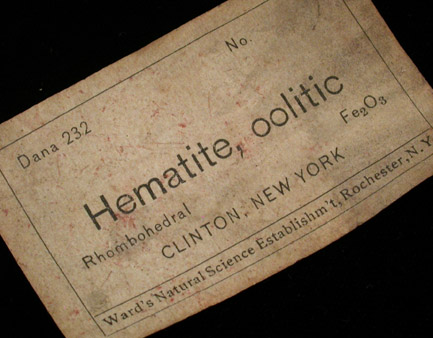 No.
Dana 232
Hematite, oolitic
Rhombohedral Fe₂O₃
CLINTON, NEW YORK
Ward's Natural Science Establishm't, Rochester, N.Y.